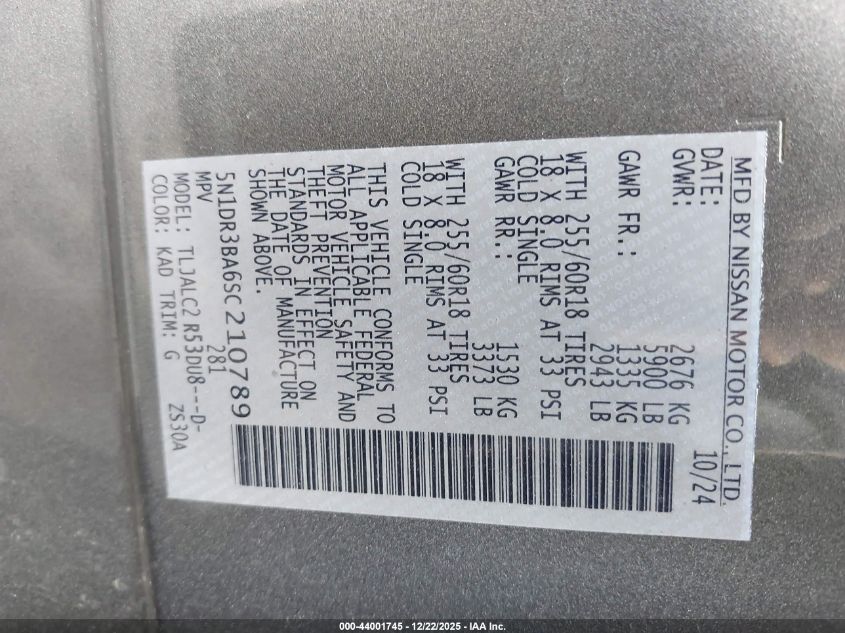 MFD BY NISSAN MOTOR CO., LTD.
DATE: 10/24
GVWR: 2676 KG
5900 LB
GAWR FR.: 1335 KG
2943 LB
WITH 255/60R18 TIRES
18 X 8.0 RIMS AT 33 PSI
COLD SINGLE
GAWR RR.: 1530 KG
3373 LB
WITH 255/60R18 TIRES
18 X 8.0 RIMS AT 33 PSI
COLD SINGLE
THIS VEHICLE CONFORMS TO
ALL APPLICABLE FEDERAL
MOTOR VEHICLE SAFETY AND
THEFT PREVENTION
STANDARDS IN EFFECT ON
THE DATE OF MANUFACTURE
SHOWN ABOVE.
5N1DR3BA6SC210789
MPV 281
MODEL: TLJALC2 R53DU8---D-
COLOR: KAD TRIM: G ZS30A
000-44001745 - 12/22/2025 - IAA Inc.